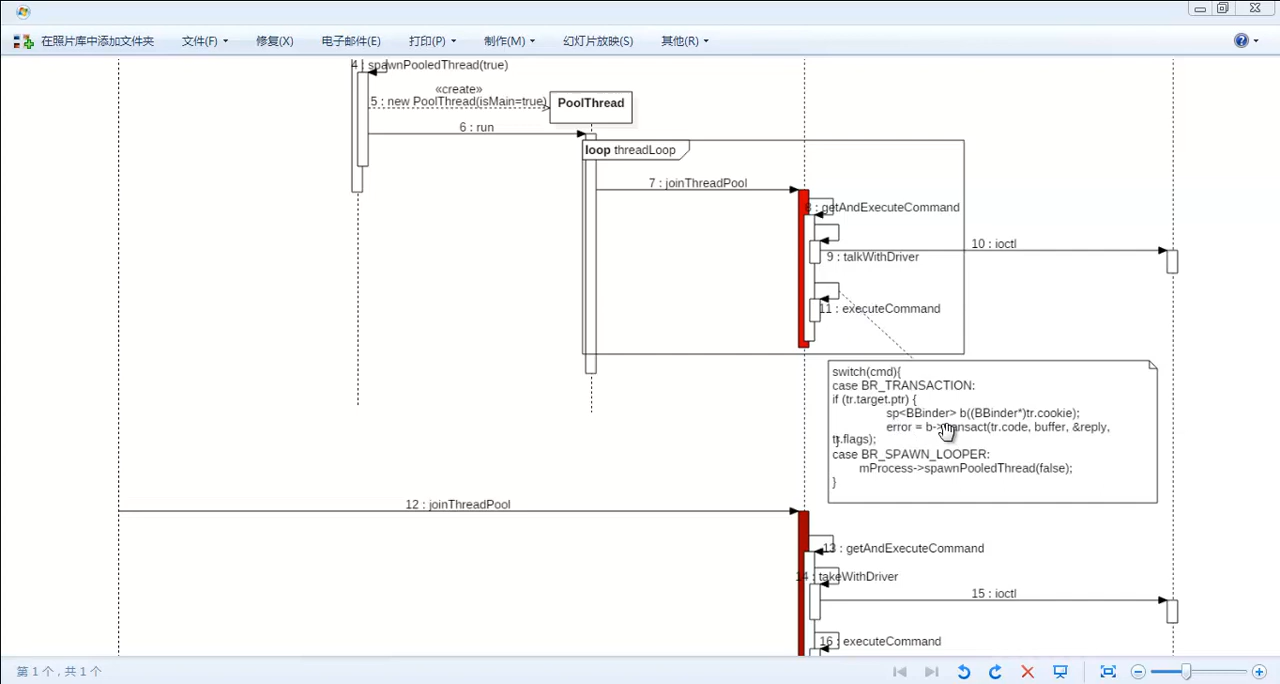 在照片库中添加文件夹 文件(F) 修复(X) 电子邮件(E) 打印(P) 制作(M) 幻灯片放映(S) 其他(R)
4 : spawnPooledThread(true)
«create»
5 : new PoolThread(isMain=true)
PoolThread
6 : run
loop threadLoop
7 : joinThreadPool
8 : getAndExecuteCommand
10 : ioctl
9 : talkWithDriver
11 : executeCommand
switch(cmd){
case BR_TRANSACTION:
if (tr.target.ptr) {
sp<BBinder> b((BBinder*)tr.cookie);
error = b->transact(tr.code, buffer, &reply,
tr.flags);
}
case BR_SPAWN_LOOPER:
mProcess->spawnPooledThread(false);
}
12 : joinThreadPool
13 : getAndExecuteCommand
14 : takeWithDriver
15 : ioctl
16 : executeCommand
第 1 个，共 1 个